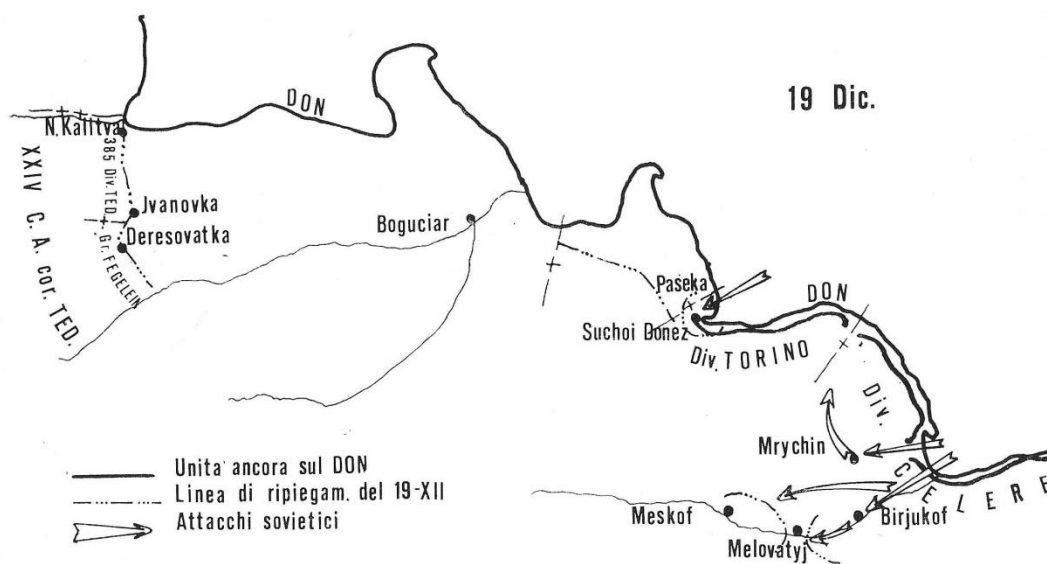 19 Dic.
DON
N.Kalitva
385 Div.TED.
XXIV C. A. cor. TED.
Jvanovka
Deresovatka
Gr. FEGELEIN
Boguciar
Paseka
DON
Suchoi Donez
Div. TORINO
Div. CELERE
Mrychin
Meskof
Melovatyj
Birjukof
Unita' ancora sul DON
Linea di ripiegam. del 19-XII
Attacchi sovietici